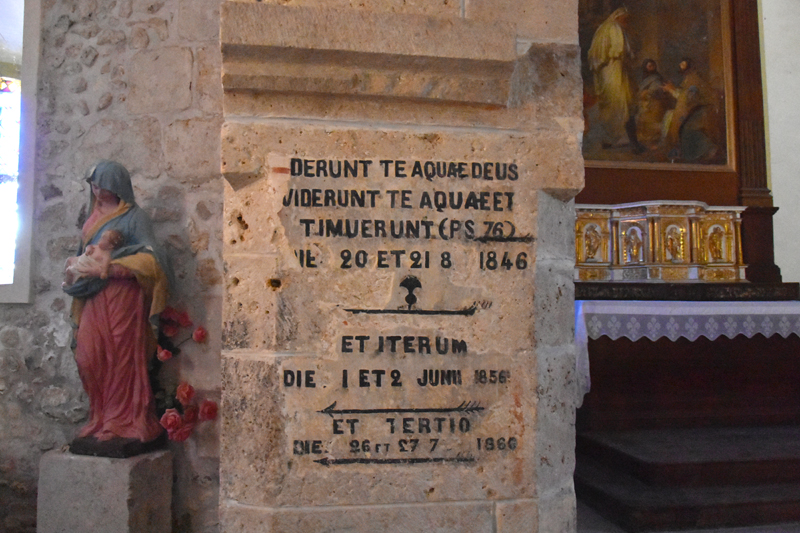 DERUNT TE AQUAE DEUS
VIDERUNT TE AQUAE ET
TIMUERUNT (PS 76)
DIE. 20 ET 21 8 1846
ET ITERUM
DIE. 1 ET 2 JUNII 1856
ET TERTIO
DIE. 26 ET 27 7 1866